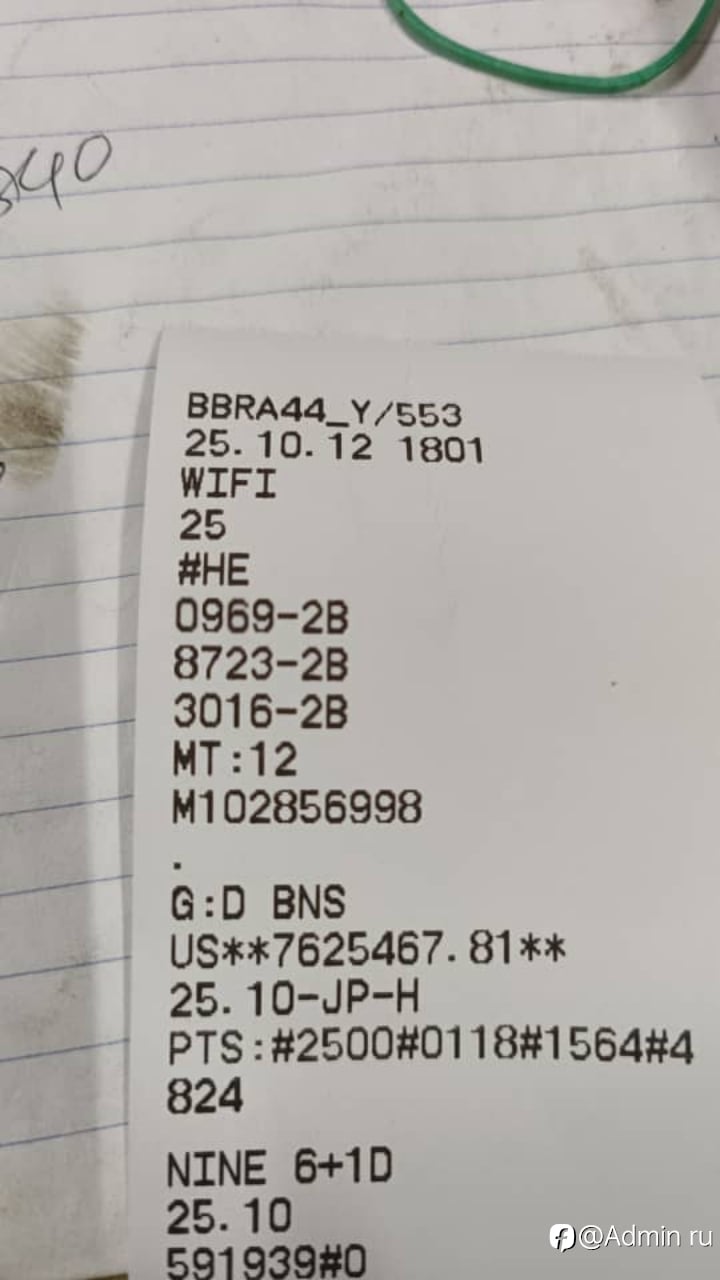 40
BBRA44_Y/553
25.10.12 1801
WIFI
25
#HE
0969-2B
8723-2B
3016-2B
MT:12
M102856998
.
G:D BNS
US**7625467.81**
25.10-JP-H
PTS:#2500#0118#1564#4
824
NINE 6+1D
25.10
591939#0
@Admin ru